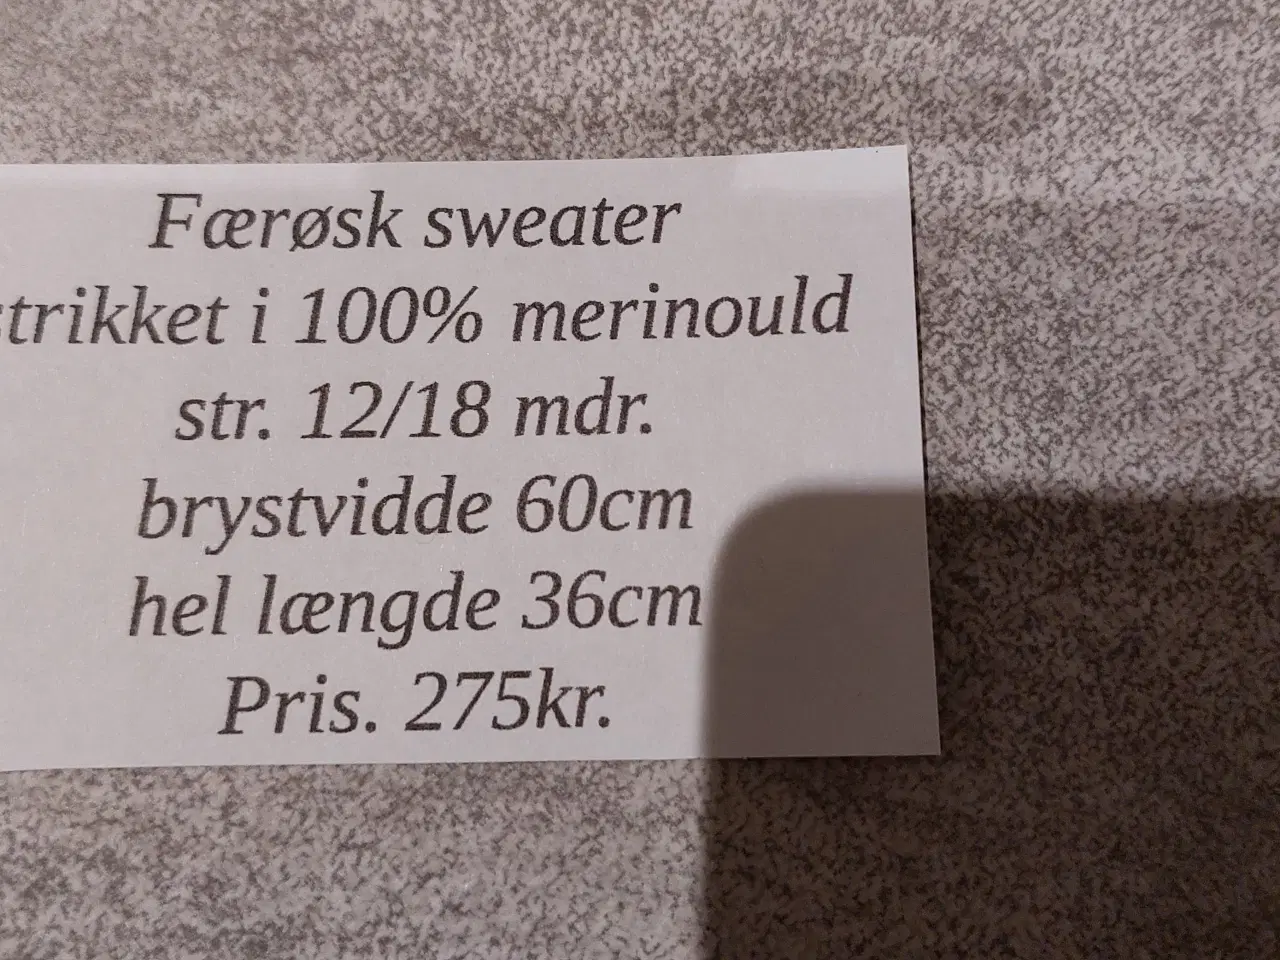 Færøsk sweater
strikket i 100% merinould
str. 12/18 mdr.
brystvidde 60cm
hel længde 36cm
Pris. 275kr.